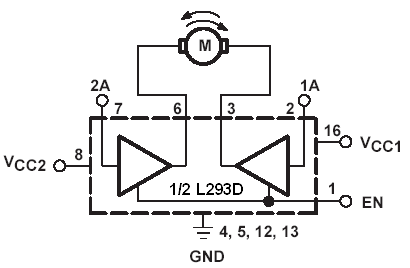 M
2A
1A
7
6
3
2
16
VCC1
VCC2
8
1/2 L293D
1
EN
4, 5, 12, 13
GND